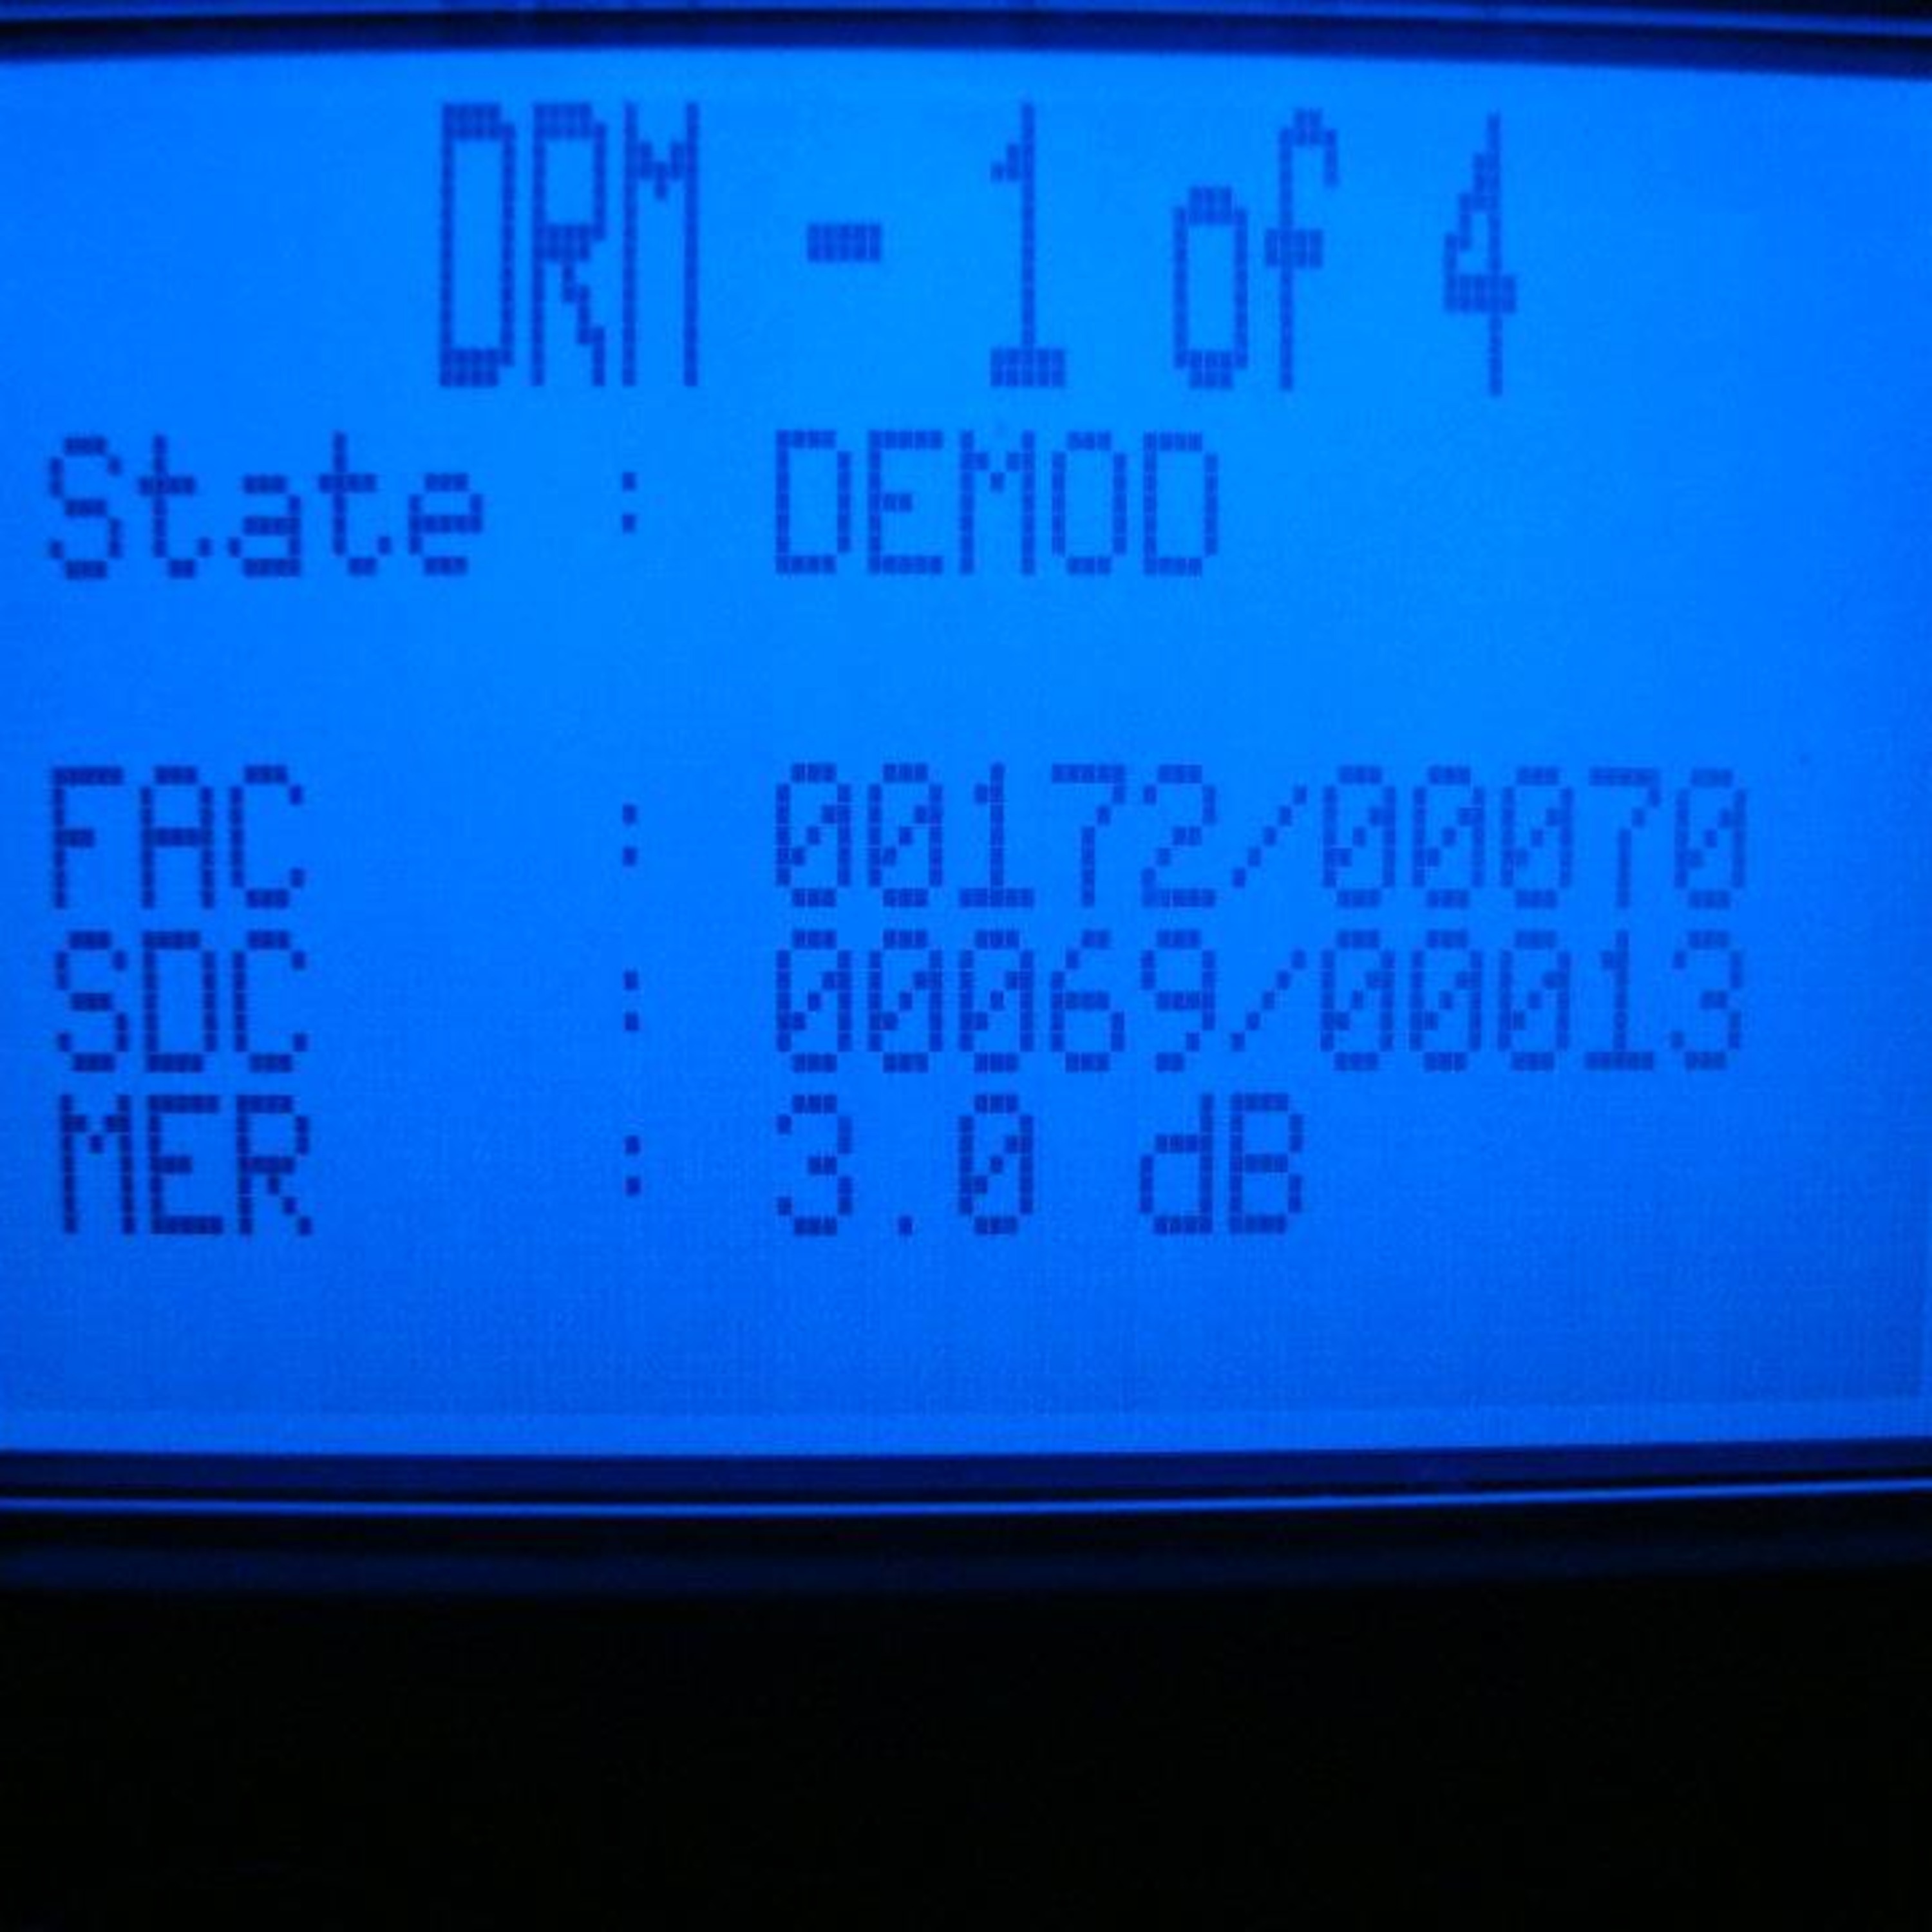 DRM - 1 of 4
State : DEMOD
FAC : 00172/00070
SDC : 00069/00013
MER : 3.0 dB